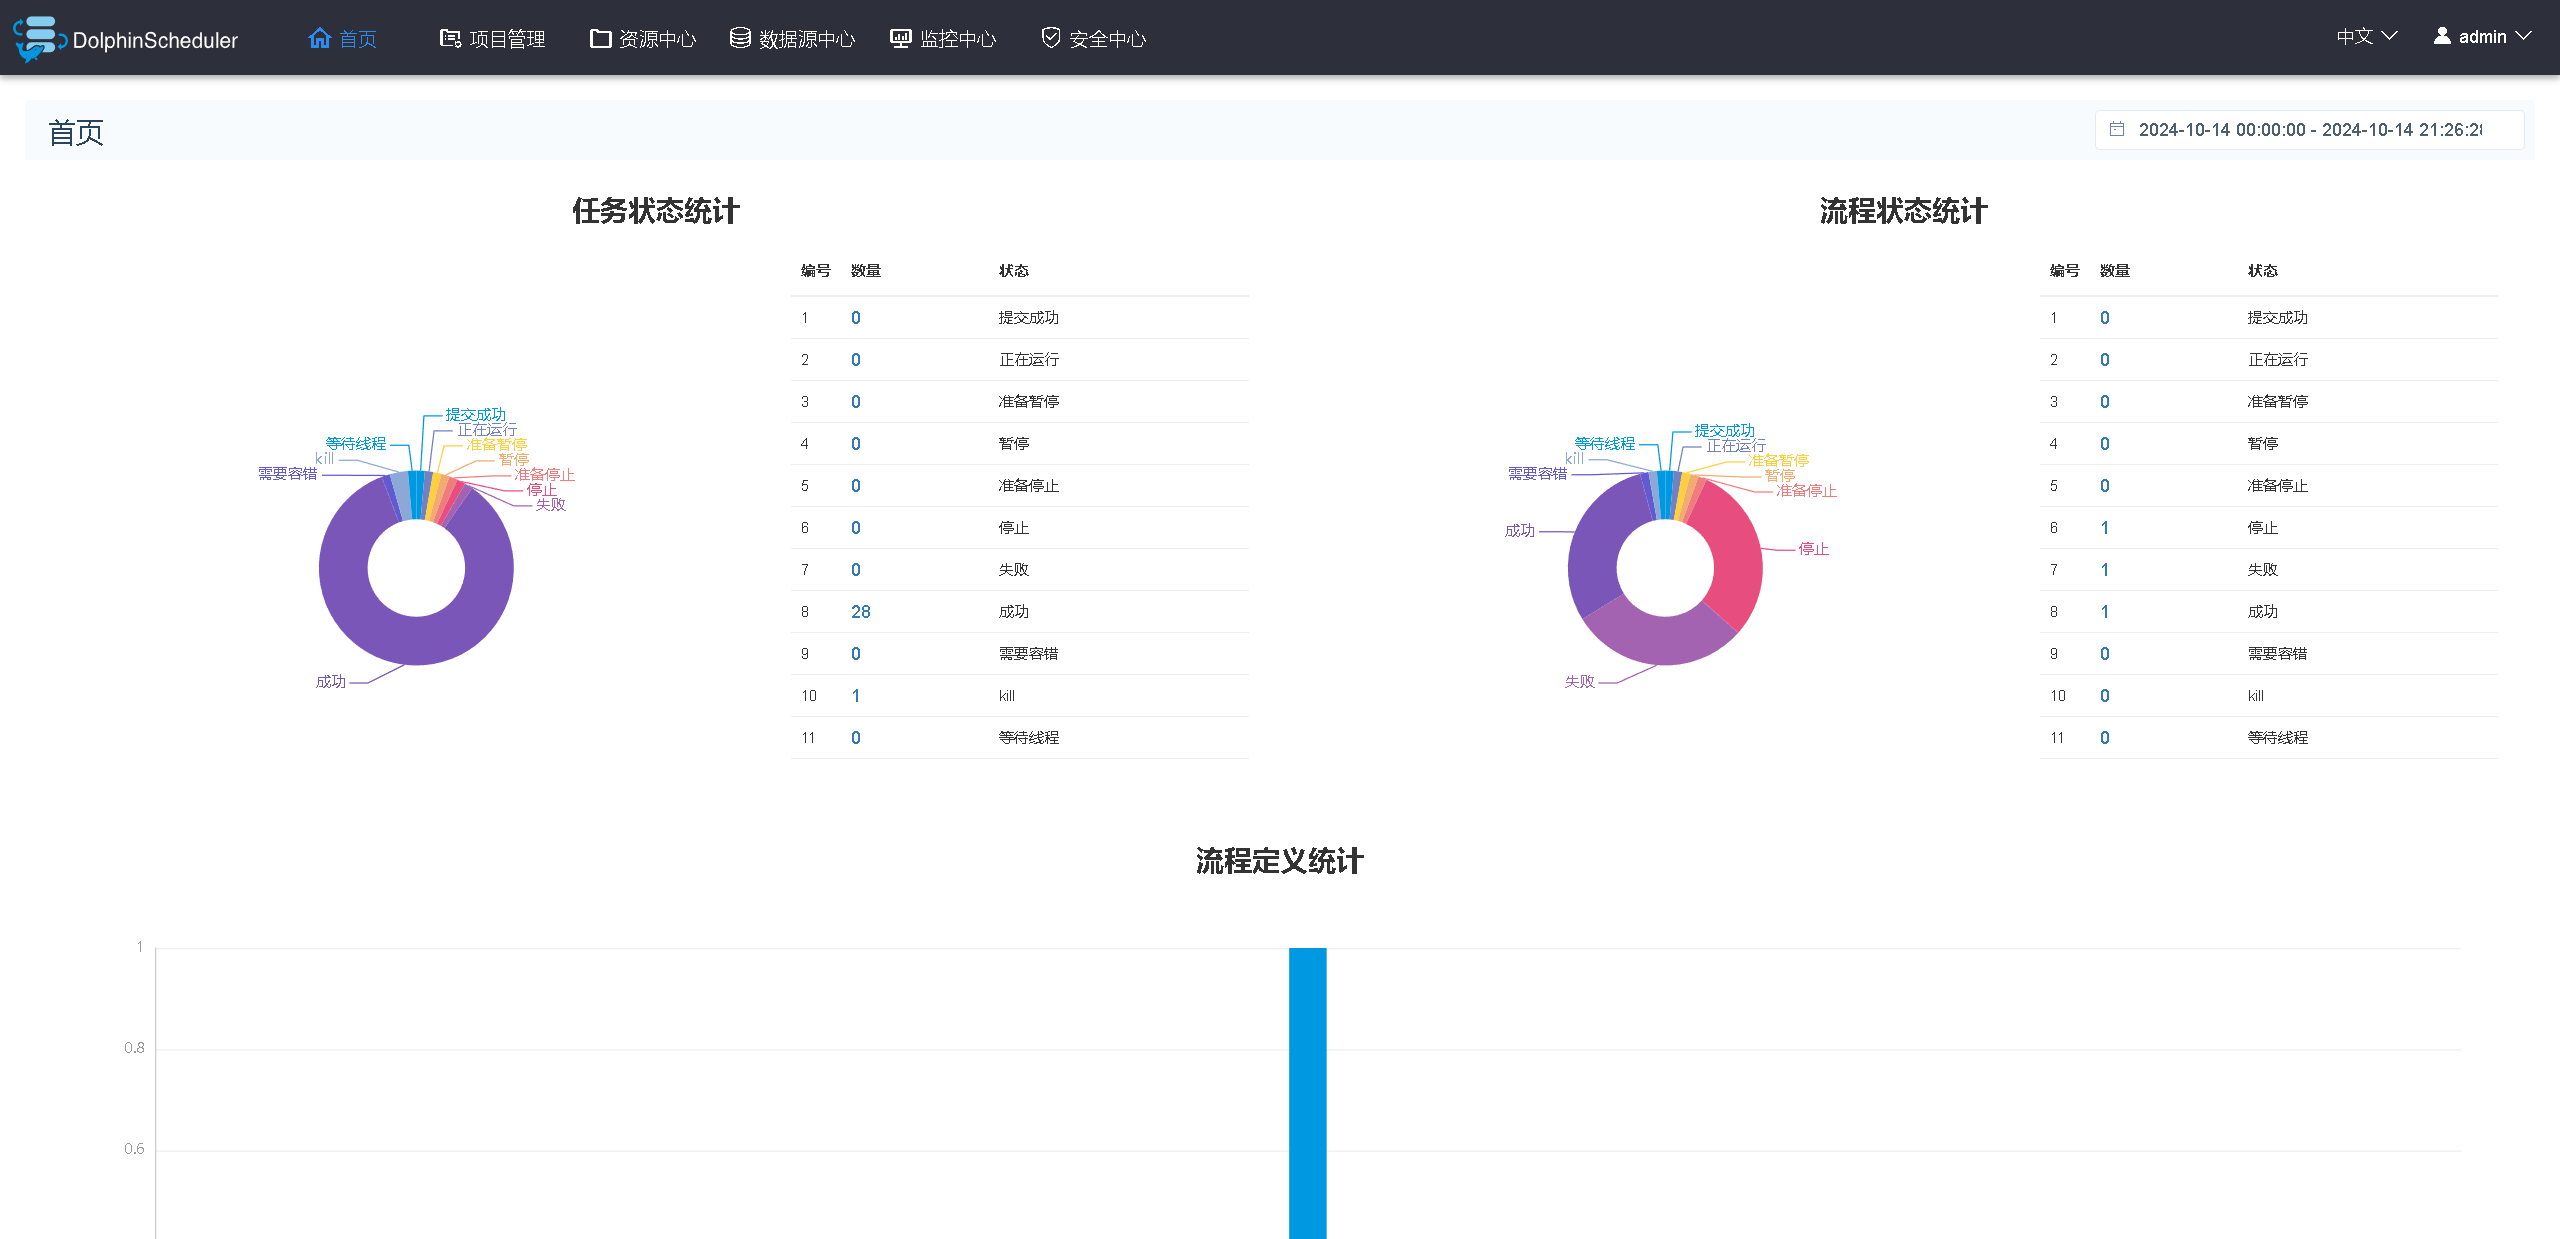 DolphinScheduler 首页 项目管理 资源中心 数据源中心 监控中心 安全中心 中文 admin
首页 2024-10-14 00:00:00 - 2024-10-14 21:26:28
任务状态统计
提交成功
正在运行
等待线程
准备暂停
kill
暂停
需要容错
准备停止
停止
失败
成功
编号 数量 状态
1 0 提交成功
2 0 正在运行
3 0 准备暂停
4 0 暂停
5 0 准备停止
6 0 停止
7 0 失败
8 28 成功
9 0 需要容错
10 1 kill
11 0 等待线程
流程状态统计
提交成功
等待线程
正在运行
kill
准备暂停
需要容错
暂停
准备停止
成功
停止
失败
编号 数量 状态
1 0 提交成功
2 0 正在运行
3 0 准备暂停
4 0 暂停
5 0 准备停止
6 1 停止
7 1 失败
8 1 成功
9 0 需要容错
10 0 kill
11 0 等待线程
流程定义统计
1
0.8
0.6